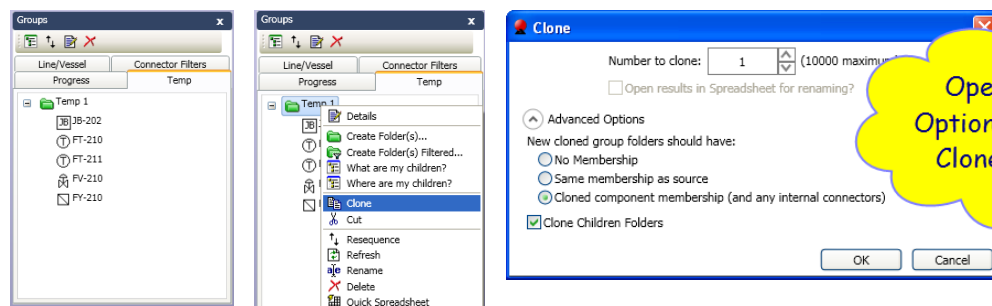 Groups x
Line/Vessel Connector Filters
Progress Temp
Temp 1
JB JB-202
FT-210
FT-211
FV-210
FY-210
Groups x
Line/Vessel Connector Filters
Progress Temp
Temp 1
JB
Details
Create Folder(s)...
Create Folder(s) Filtered...
What are my children?
Where are my children?
Clone
Cut
Resequence
Refresh
Rename
Delete
Quick Spreadsheet
Clone
Number to clone: 1 (10000
Open results in Spreadsheet for renaming?
Advanced Options
New cloned group folders should have:
No Membership
Same membership as source
Cloned component membership (and any internal connectors)
Clone Children Folders
OK Cancel